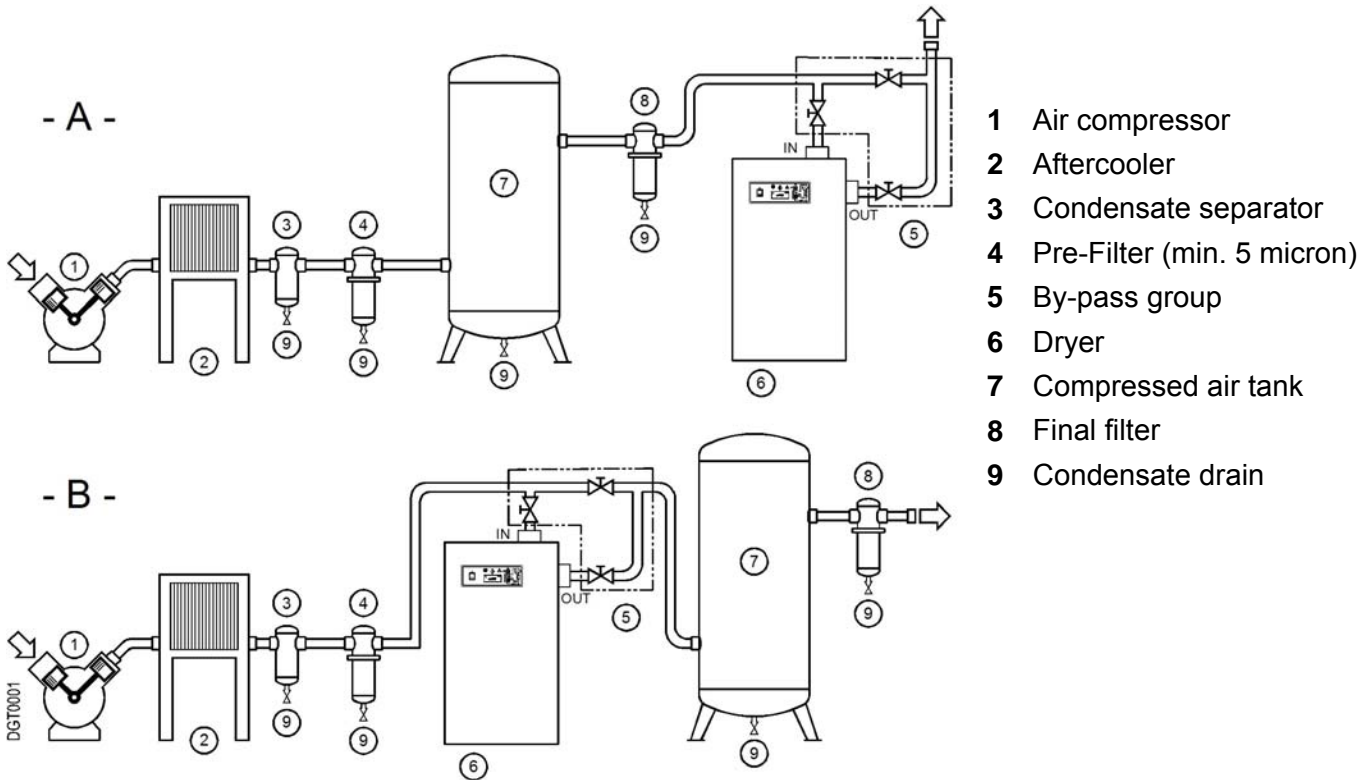 - A -
1
2
3
9
4
9
7
9
8
9
IN
OUT
5
6
- B -
1
2
3
9
4
9
IN
OUT
5
6
7
9
8
9
DGT0001
1 Air compressor
2 Aftercooler
3 Condensate separator
4 Pre-Filter (min. 5 micron)
5 By-pass group
6 Dryer
7 Compressed air tank
8 Final filter
9 Condensate drain